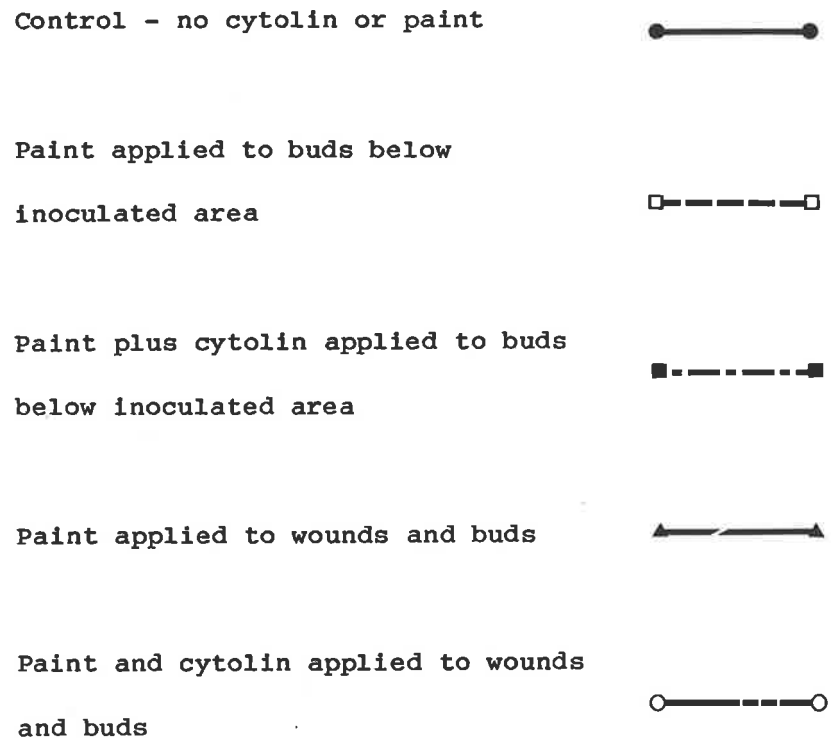 Control - no cytolin or paint
Paint applied to buds below
inoculated area
Paint plus cytolin applied to buds
below inoculated area
Paint applied to wounds and buds
Paint and cytolin applied to wounds
and buds